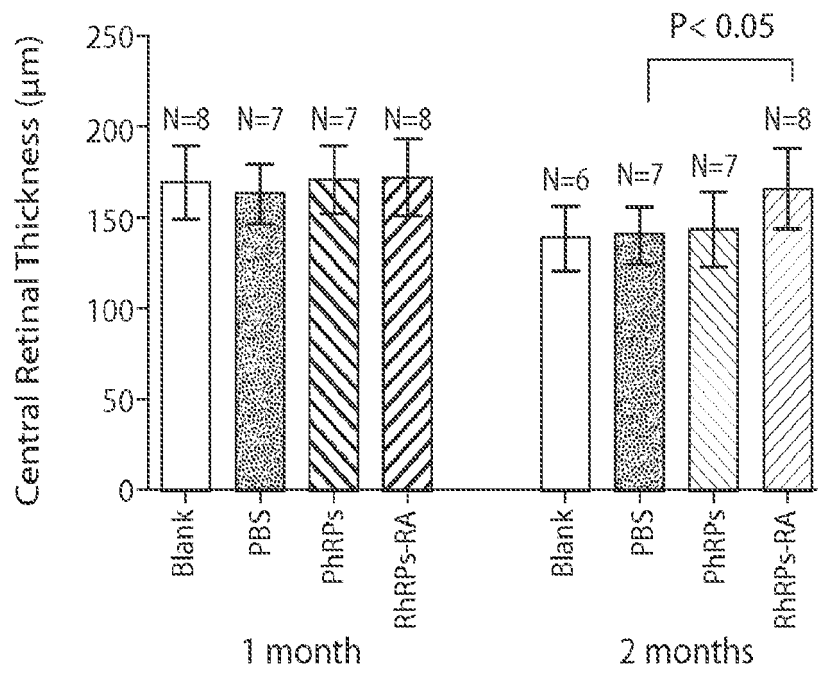 P< 0.05
Central Retinal Thickness (μm)
250
200
150
100
50
0
N=8
N=7
N=7
N=8
N=6
N=7
N=7
N=8
Blank
PBS
PhRPs
RhRPs-RA
Blank
PBS
PhRPs
RhRPs-RA
1 month
2 months